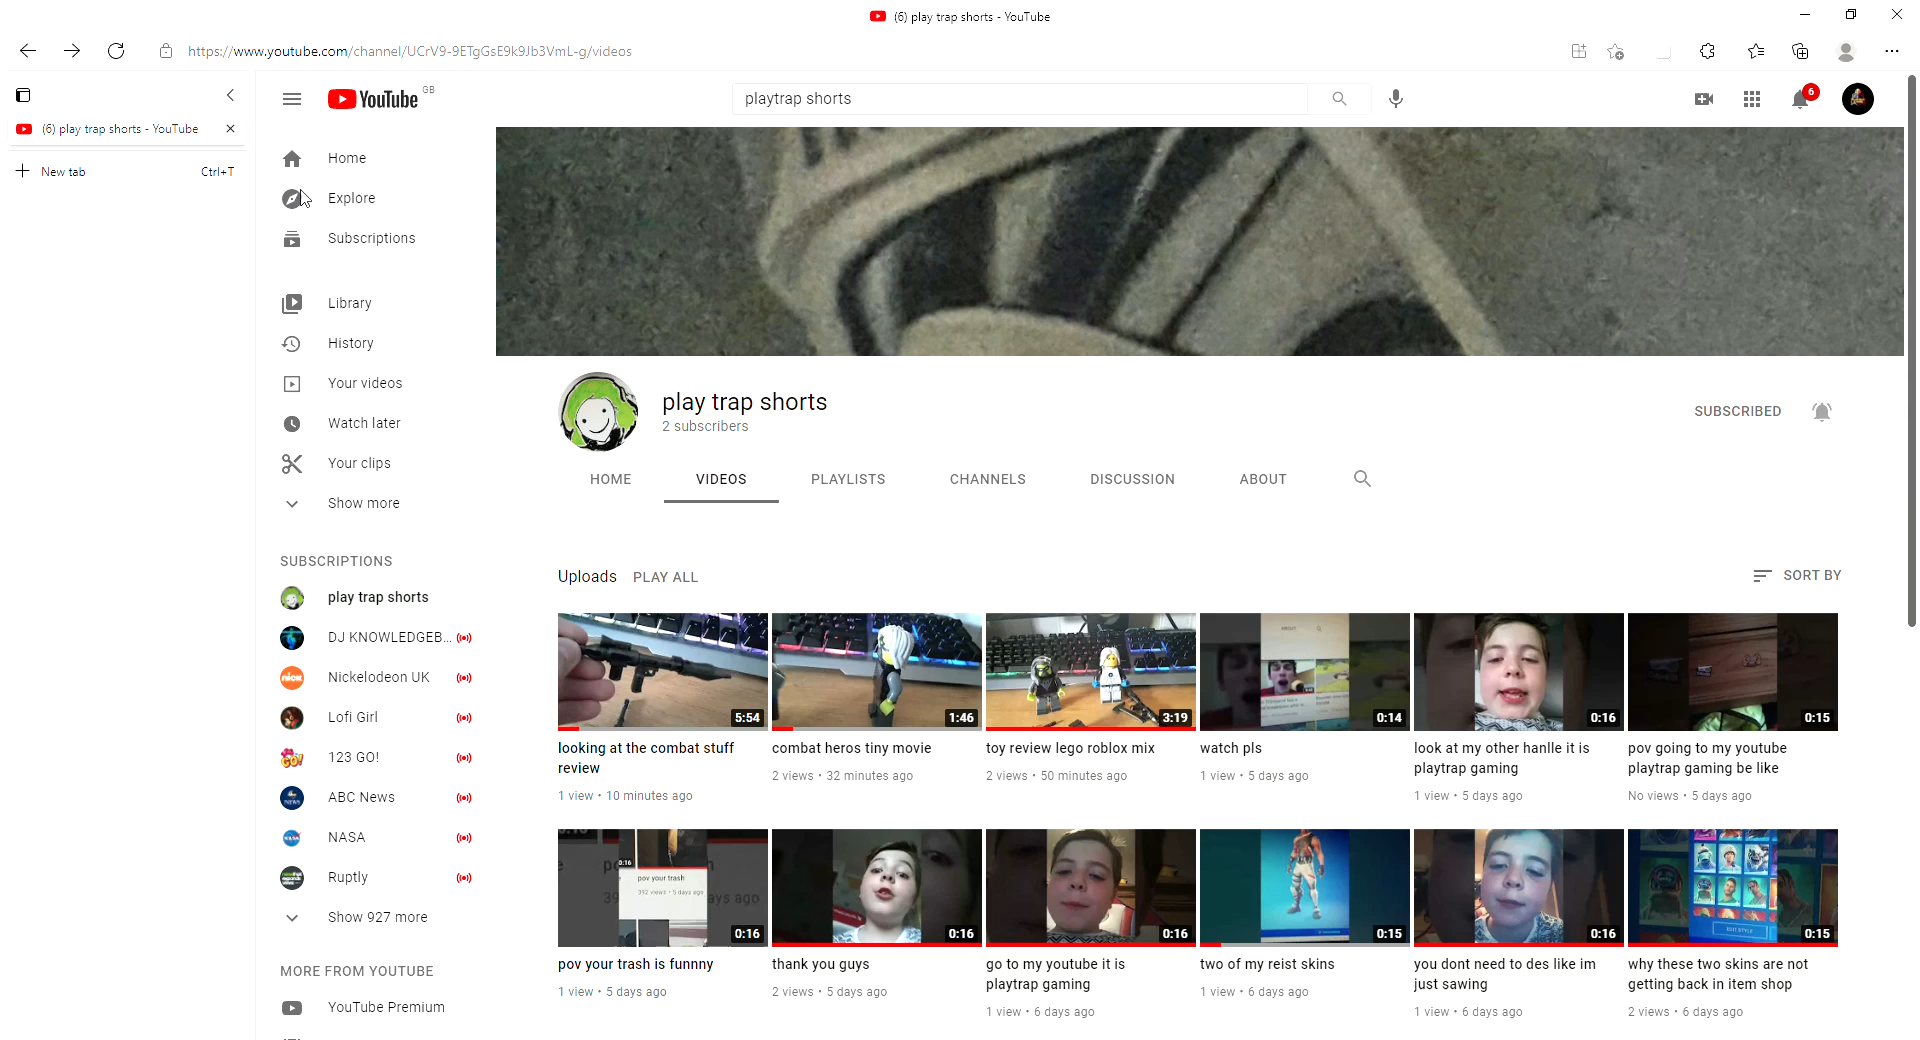 (6) play trap shorts - YouTube
https://www.youtube.com/channel/UCrV9-9ETgGsE9k9Jb3VmL-g/videos
(6) play trap shorts - YouTube
New tab
Ctrl+T
YouTube
GB
playtrap shorts
6
Home
Explore
Subscriptions
Library
History
Your videos
Watch later
Your clips
Show more
SUBSCRIPTIONS
play trap shorts
DJ KNOWLEDGEB...
Nickelodeon UK
Lofi Girl
123 GO!
ABC News
NASA
Ruptly
Show 927 more
MORE FROM YOUTUBE
YouTube Premium
play trap shorts
2 subscribers
SUBSCRIBED
HOME
VIDEOS
PLAYLISTS
CHANNELS
DISCUSSION
ABOUT
Uploads
PLAY ALL
SORT BY
5:54
1:46
3:19
0:14
0:16
0:15
looking at the combat stuff
review
1 view • 10 minutes ago
combat heros tiny movie
2 views • 32 minutes ago
toy review lego roblox mix
2 views • 50 minutes ago
watch pls
1 view • 5 days ago
look at my other hanlle it is
playtrap gaming
1 view • 5 days ago
pov going to my youtube
playtrap gaming be like
No views • 5 days ago
0:16
pov your trash
392 views • 5 days ago
0:16
0:16
0:16
0:15
0:16
EDIT STYLE
0:15
pov your trash is funnny
1 view • 5 days ago
thank you guys
2 views • 5 days ago
go to my youtube it is
playtrap gaming
1 view • 6 days ago
two of my reist skins
1 view • 6 days ago
you dont need to des like im
just sawing
1 view • 6 days ago
why these two skins are not
getting back in item shop
2 views • 6 days ago